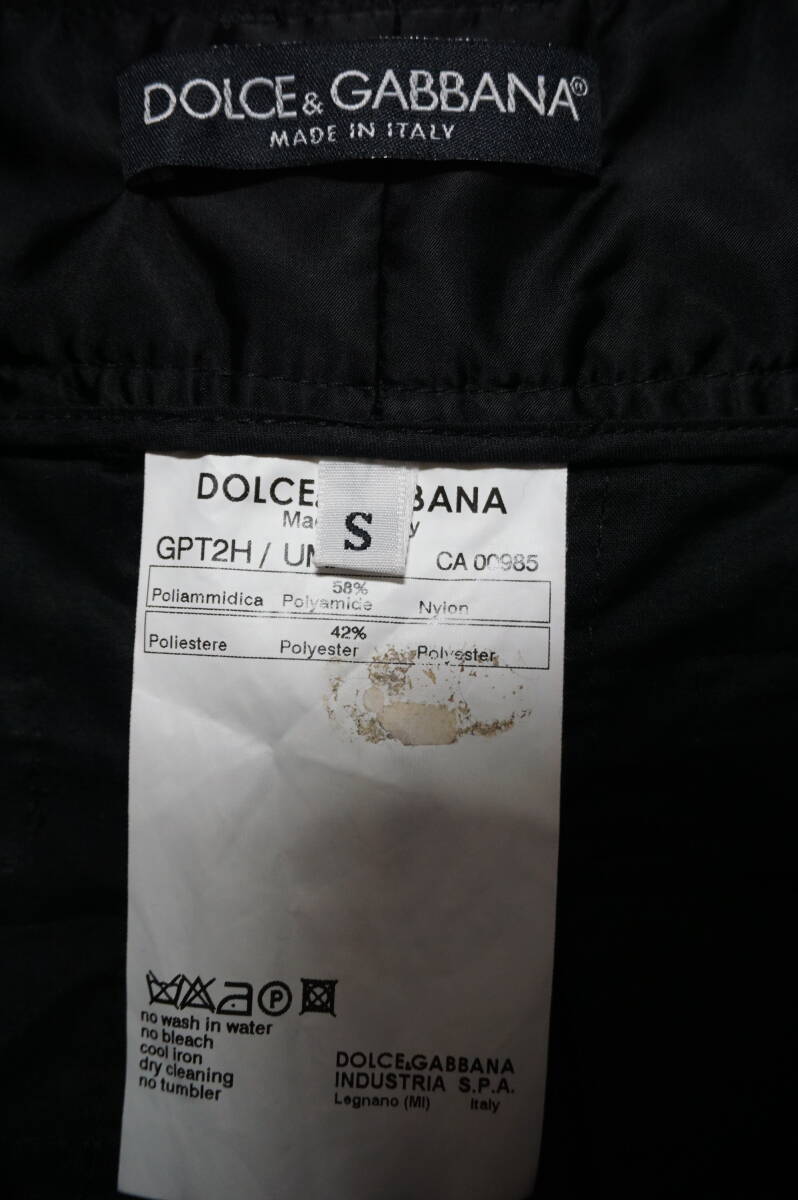 DOLCE & GABBANA®
MADE IN ITALY
DOLCE BANA
S
GPT2H / CA 00985
58%
Poliammidica Polyamide Nylon
42%
Poliestere Polyester Polyester
P
no wash in water
no bleach
cool iron
dry cleaning
no tumbler
DOLCE&GABBANA
INDUSTRIA S.P.A.
Legnano (MI) Italy